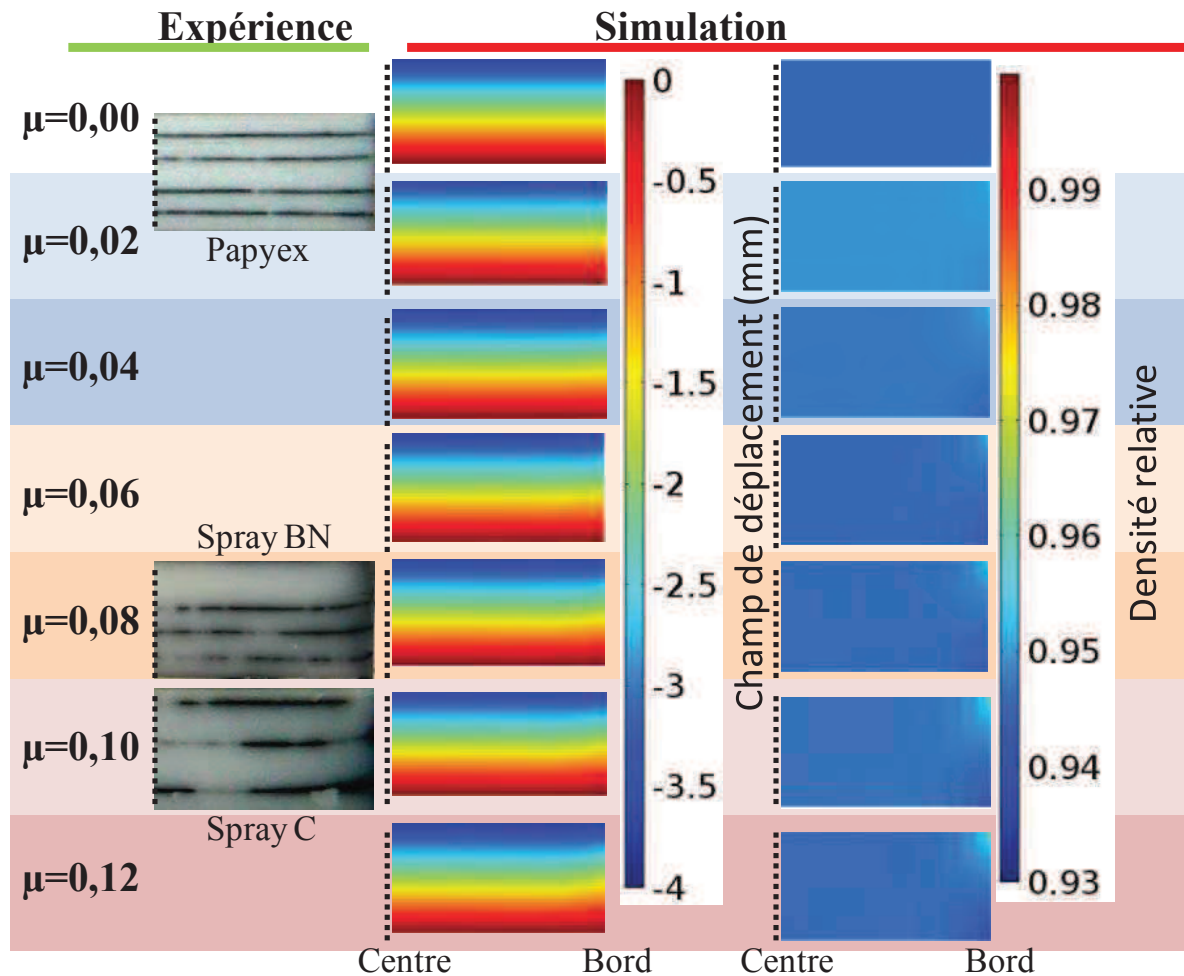 Expérience
Simulation
µ=0,00
Papyex
µ=0,02
µ=0,04
µ=0,06
Spray BN
µ=0,08
µ=0,10
Spray C
µ=0,12
0
-0.5
-1
-1.5
-2
-2.5
-3
-3.5
-4
Champ de déplacement (mm)
0.99
0.98
0.97
0.96
0.95
0.94
0.93
Densité relative
Centre
Bord
Centre
Bord